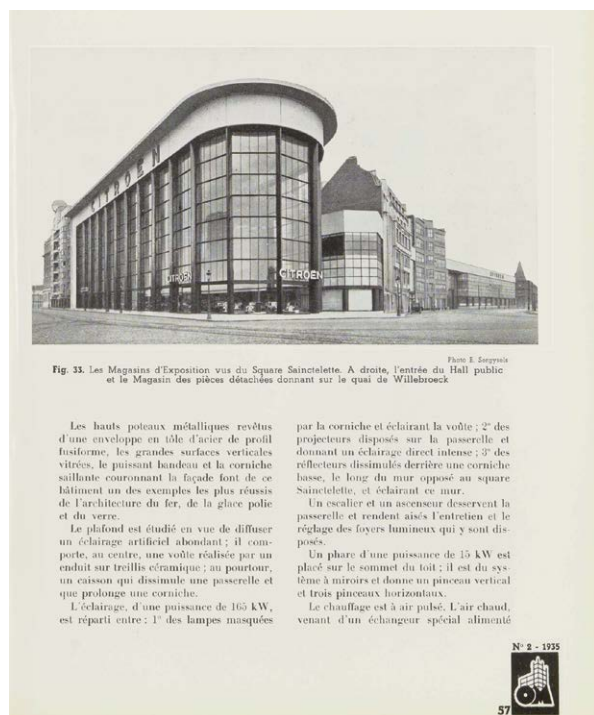 CITROEN
CITROEN
CITROEN
Photo E. Sergysels
Fig. 33. Les Magasins d'Exposition vus du Square Sainctelette. A droite, l'entrée du Hall public
et le Magasin des pièces détachées donnant sur le quai de Willebroeck
Les hauts poteaux métalliques revêtus
d'une enveloppe en tôle d'acier de profil
fusiforme, les grandes surfaces verticales
vitrées, le puissant bandeau et la corniche
saillante couronnant la façade font de ce
bâtiment un des exemples les plus réussis
de l'architecture du fer, de la glace polie
et du verre.
Le plafond est étudié en vue de diffuser
un éclairage artificiel abondant ; il com-
porte, au centre, une voûte réalisée par un
enduit sur treillis céramique ; au pourtour,
un caisson qui dissimule une passerelle et
que prolonge une corniche.
L'éclairage, d'une puissance de 165 kW,
est réparti entre : 1° des lampes masquées
par la corniche et éclairant la voûte ; 2° des
projecteurs disposés sur la passerelle et
donnant un éclairage direct intense ; 3° des
réflecteurs dissimulés derrière une corniche
basse, le long du mur opposé au square
Sainctelette, et éclairant ce mur.
Un escalier et un ascenseur desservent la
passerelle et rendent aisés l'entretien et le
réglage des foyers lumineux qui y sont dis-
posés.
Un phare d'une puissance de 15 kW est
placé sur le sommet du toit ; il est du sys-
tème à miroirs et donne un pinceau vertical
et trois pinceaux horizontaux.
Le chauffage est à air pulsé. L'air chaud,
venant d'un échangeur spécial alimenté
N° 2 - 1935
OM
57